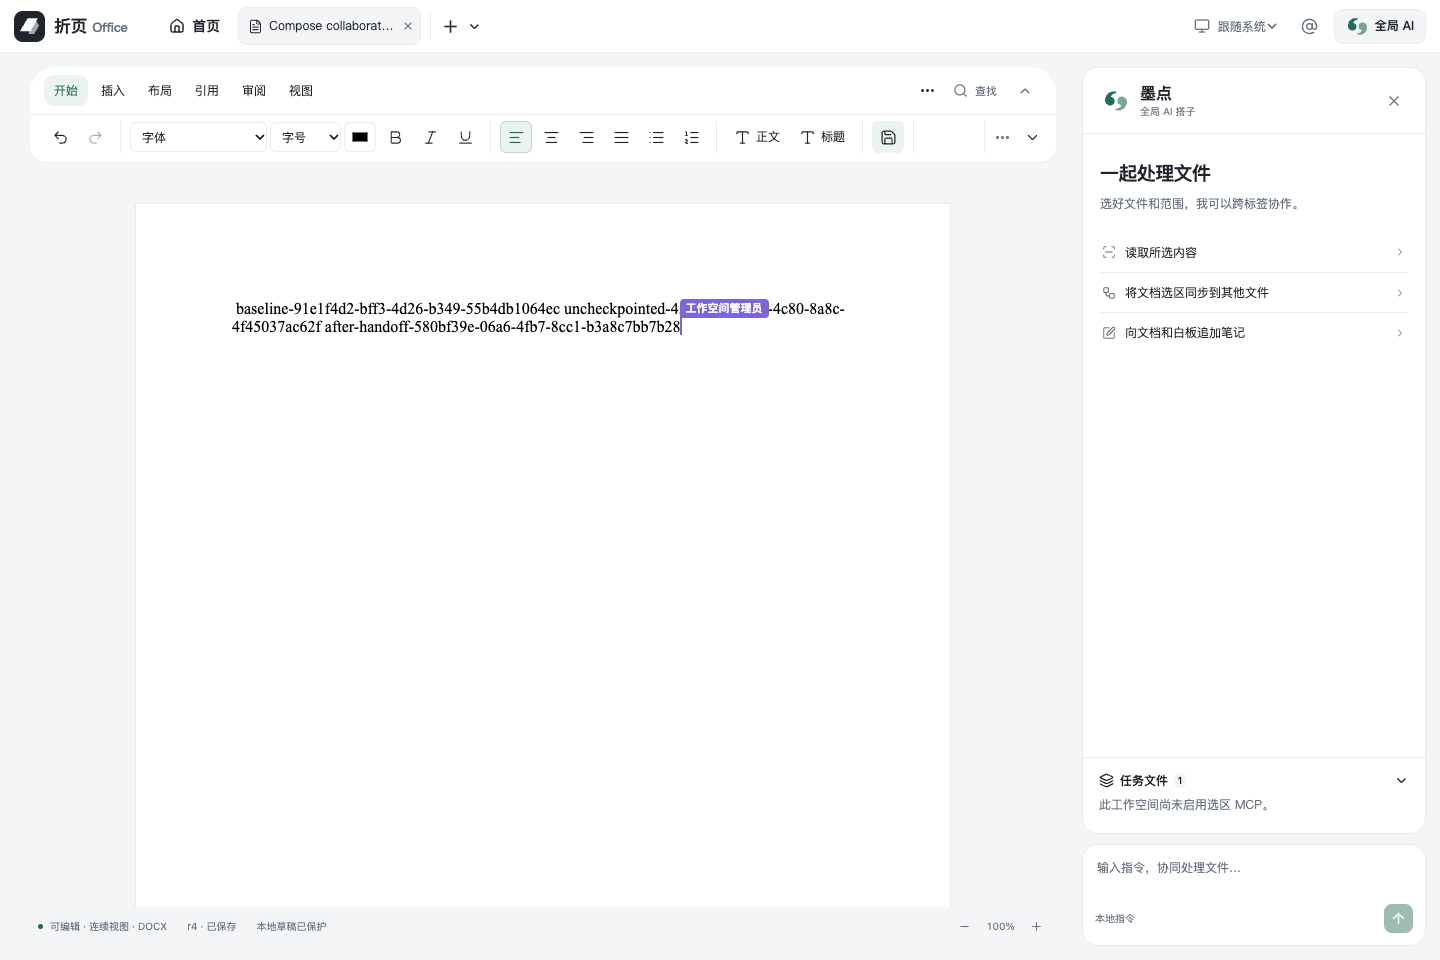 折页 Office
首页
Compose collaborat...
跟随系统
全局 AI
开始
插入
布局
引用
审阅
视图
查找
字体
字号
正文
标题
baseline-91e1f4d2-bff3-4d26-b349-55b4db1064ec uncheckpointed-4 工作空间管理员 -4c80-8a8c-
4f45037ac62f after-handoff-580bf39e-06a6-4fb7-8cc1-b3a8c7bb7b28
可编辑 · 连续视图 · DOCX
r4 · 已保存
本地草稿已保护
100%
墨点
全局 AI 搭子
一起处理文件
选好文件和范围，我可以跨标签协作。
读取所选内容
将文档选区同步到其他文件
向文档和白板追加笔记
任务文件 1
此工作空间尚未启用选区 MCP。
输入指令，协同处理文件...
本地指令